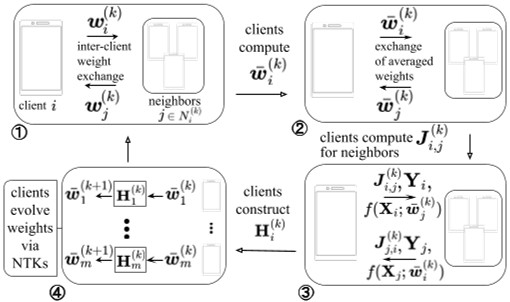 w_i^{(k)}
inter-client
weight
exchange
w_j^{(k)}
client i
neighbors
j ∈ N_i^{(k)}
①
clients
compute
w̄_i^{(k)}
w̄_i^{(k)}
exchange
of averaged
weights
w̄_j^{(k)}
②
clients compute
for neighbors J_{i,j}^{(k)}
J_{i,j}^{(k)}, Y_i,
f(X_i; w̄_j^{(k)})
J_{j,i}^{(k)}, Y_j,
f(X_j; w̄_i^{(k)})
③
clients
construct
H_i^{(k)}
w̄_1^{(k+1)} H_1^{(k)} w̄_1^{(k)}
w̄_m^{(k+1)} H_m^{(k)} w̄_m^{(k)}
④
clients
evolve
weights
via
NTKs